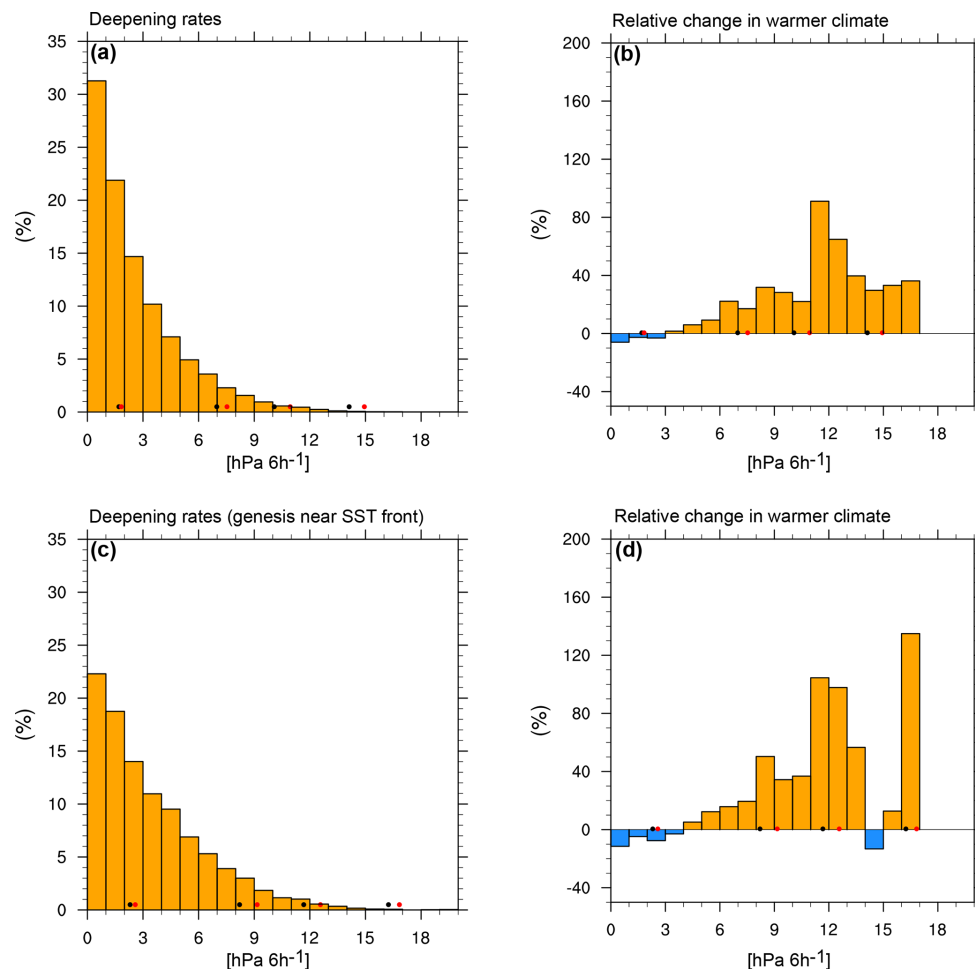 Deepening rates
(a)
35
30
25
20
15
10
5
0
(%)
0 3 6 9 12 15 18
[hPa 6h-1]
Relative change in warmer climate
(b)
200
160
120
80
40
0
-40
(%)
0 3 6 9 12 15 18
[hPa 6h-1]
Deepening rates (genesis near SST front)
(c)
35
30
25
20
15
10
5
0
(%)
0 3 6 9 12 15 18
[hPa 6h-1]
Relative change in warmer climate
(d)
200
160
120
80
40
0
-40
(%)
0 3 6 9 12 15 18
[hPa 6h-1]